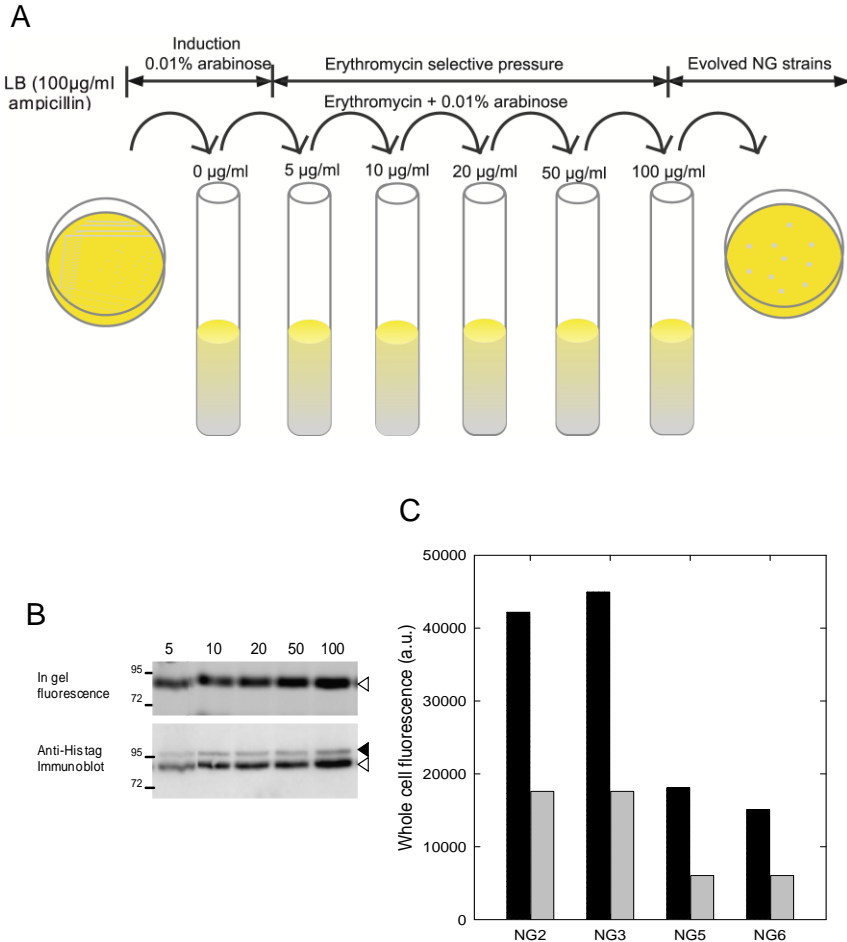 A
Induction
0.01% arabinose
Erythromycin selective pressure
Evolved NG strains
LB (100µg/ml
ampicillin)
Erythromycin + 0.01% arabinose
0 µg/ml
5 µg/ml
10 µg/ml
20 µg/ml
50 µg/ml
100 µg/ml
B
5 10 20 50 100
In gel
fluorescence
95
72
Anti-His tag
Immunoblot
95
72
C
Whole cell fluorescence (a.u.)
50000
40000
30000
20000
10000
0
NG2 NG3 NG5 NG6